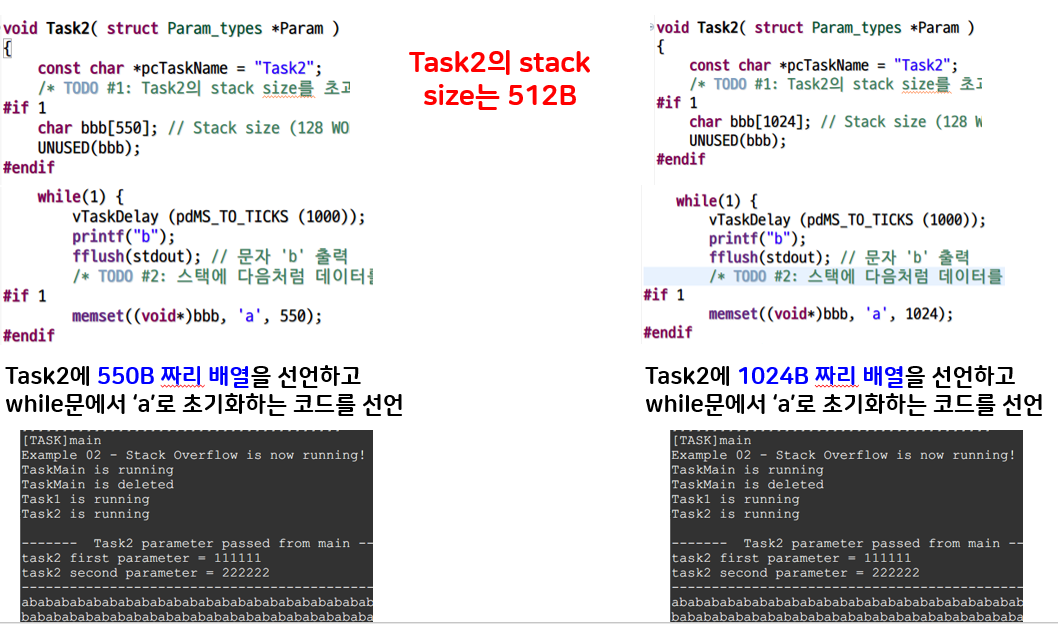 void Task2( struct Param_types *Param )
{
const char *pcTaskName = "Task2";
/* TODO #1: Task2의 stack size를 초과
#if 1
char bbb[550]; // Stack size (128 WO
UNUSED(bbb);
#endif
while(1) {
vTaskDelay (pdMS_TO_TICKS (1000));
printf("b");
fflush(stdout); // 문자 'b' 출력
/* TODO #2: 스택에 다음처럼 데이터를
#if 1
memset((void*)bbb, 'a', 550);
#endif
Task2에 550B 짜리 배열을 선언하고
while문에서 ‘a’로 초기화하는 코드를 선언
[TASK]main
Example 02 - Stack Overflow is now running!
TaskMain is running
TaskMain is deleted
Task1 is running
Task2 is running
------- Task2 parameter passed from main --
task2 first parameter = 111111
task2 second parameter = 222222
-------------------------------------------
abababababababababababababababababababababab
babababababababababababababababababababababa
Task2의 stack
size는 512B
void Task2( struct Param_types *Param )
{
const char *pcTaskName = "Task2";
/* TODO #1: Task2의 stack size를 초과
#if 1
char bbb[1024]; // Stack size (128 W
UNUSED(bbb);
#endif
while(1) {
vTaskDelay (pdMS_TO_TICKS (1000));
printf("b");
fflush(stdout); // 문자 'b' 출력
/* TODO #2: 스택에 다음처럼 데이터를
#if 1
memset((void*)bbb, 'a', 1024);
#endif
Task2에 1024B 짜리 배열을 선언하고
while문에서 ‘a’로 초기화하는 코드를 선언
[TASK]main
Example 02 - Stack Overflow is now running!
TaskMain is running
TaskMain is deleted
Task1 is running
Task2 is running
------- Task2 parameter passed from main --
task2 first parameter = 111111
task2 second parameter = 222222
-------------------------------------------
abababababababababababababababababababababab
babababababababababababababababababababababa